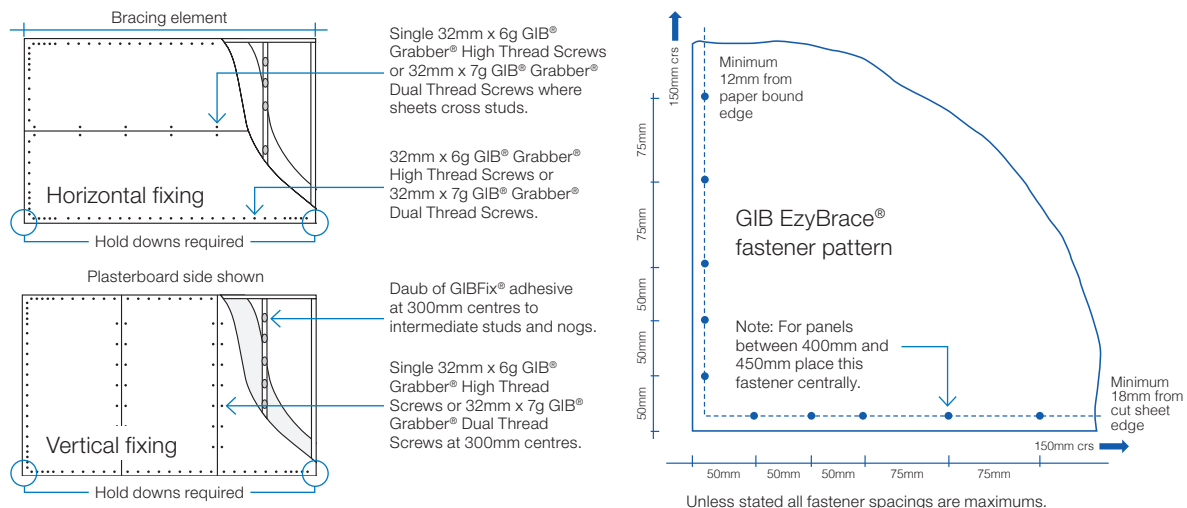 Bracing element
Single 32mm x 6g GIB®
Grabber® High Thread Screws
or 32mm x 7g GIB® Grabber®
Dual Thread Screws where
sheets cross studs.
32mm x 6g GIB® Grabber®
High Thread Screws or
32mm x 7g GIB® Grabber®
Dual Thread Screws.
Horizontal fixing
Hold downs required
Plasterboard side shown
Daub of GIBFix® adhesive
at 300mm centres to
intermediate studs and nogs.
Single 32mm x 6g GIB®
Grabber® High Thread
Screws or 32mm x 7g GIB®
Grabber® Dual Thread
Screws at 300mm centres.
Vertical fixing
Hold downs required
150mm crs
Minimum
12mm from
paper bound
edge
75mm
75mm
50mm
50mm
50mm
GIB EzyBrace®
fastener pattern
Note: For panels
between 400mm and
450mm place this
fastener centrally.
Minimum
18mm from
cut sheet
edge
150mm crs
50mm
50mm
50mm
75mm
75mm
Unless stated all fastener spacings are maximums.